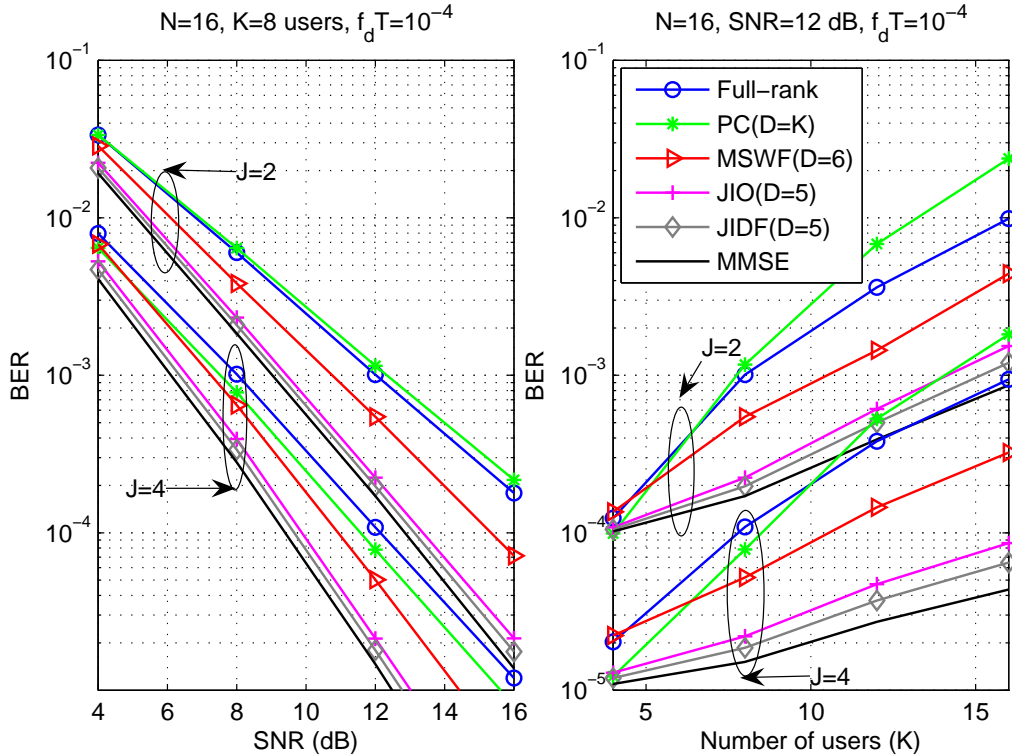 N=16, K=8 users, f_dT=10^-4
10^-1
10^-2
10^-3
10^-4
BER
J=2
J=4
4 6 8 10 12 14 16
SNR (dB)
N=16, SNR=12 dB, f_dT=10^-4
10^-1
10^-2
10^-3
10^-4
10^-5
BER
Full-rank
PC(D=K)
MSWF(D=6)
JIO(D=5)
JIDF(D=5)
MMSE
J=2
J=4
5 10 15
Number of users (K)